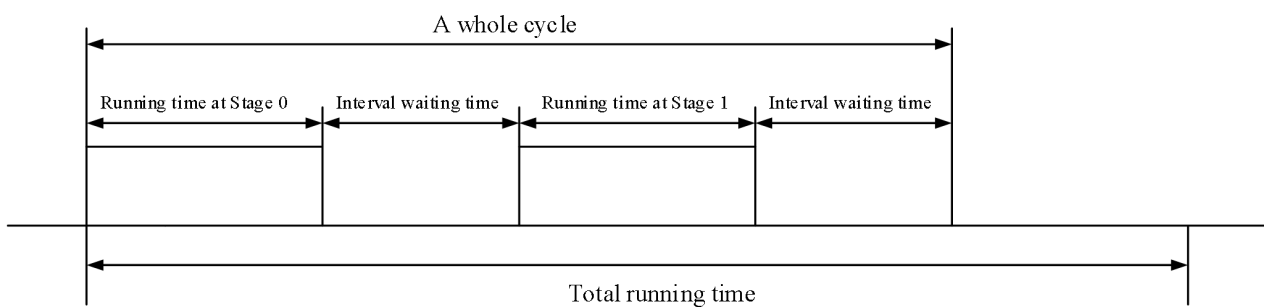 A whole cycle
Running time at Stage 0
Interval waiting time
Running time at Stage 1
Interval waiting time
Total running time